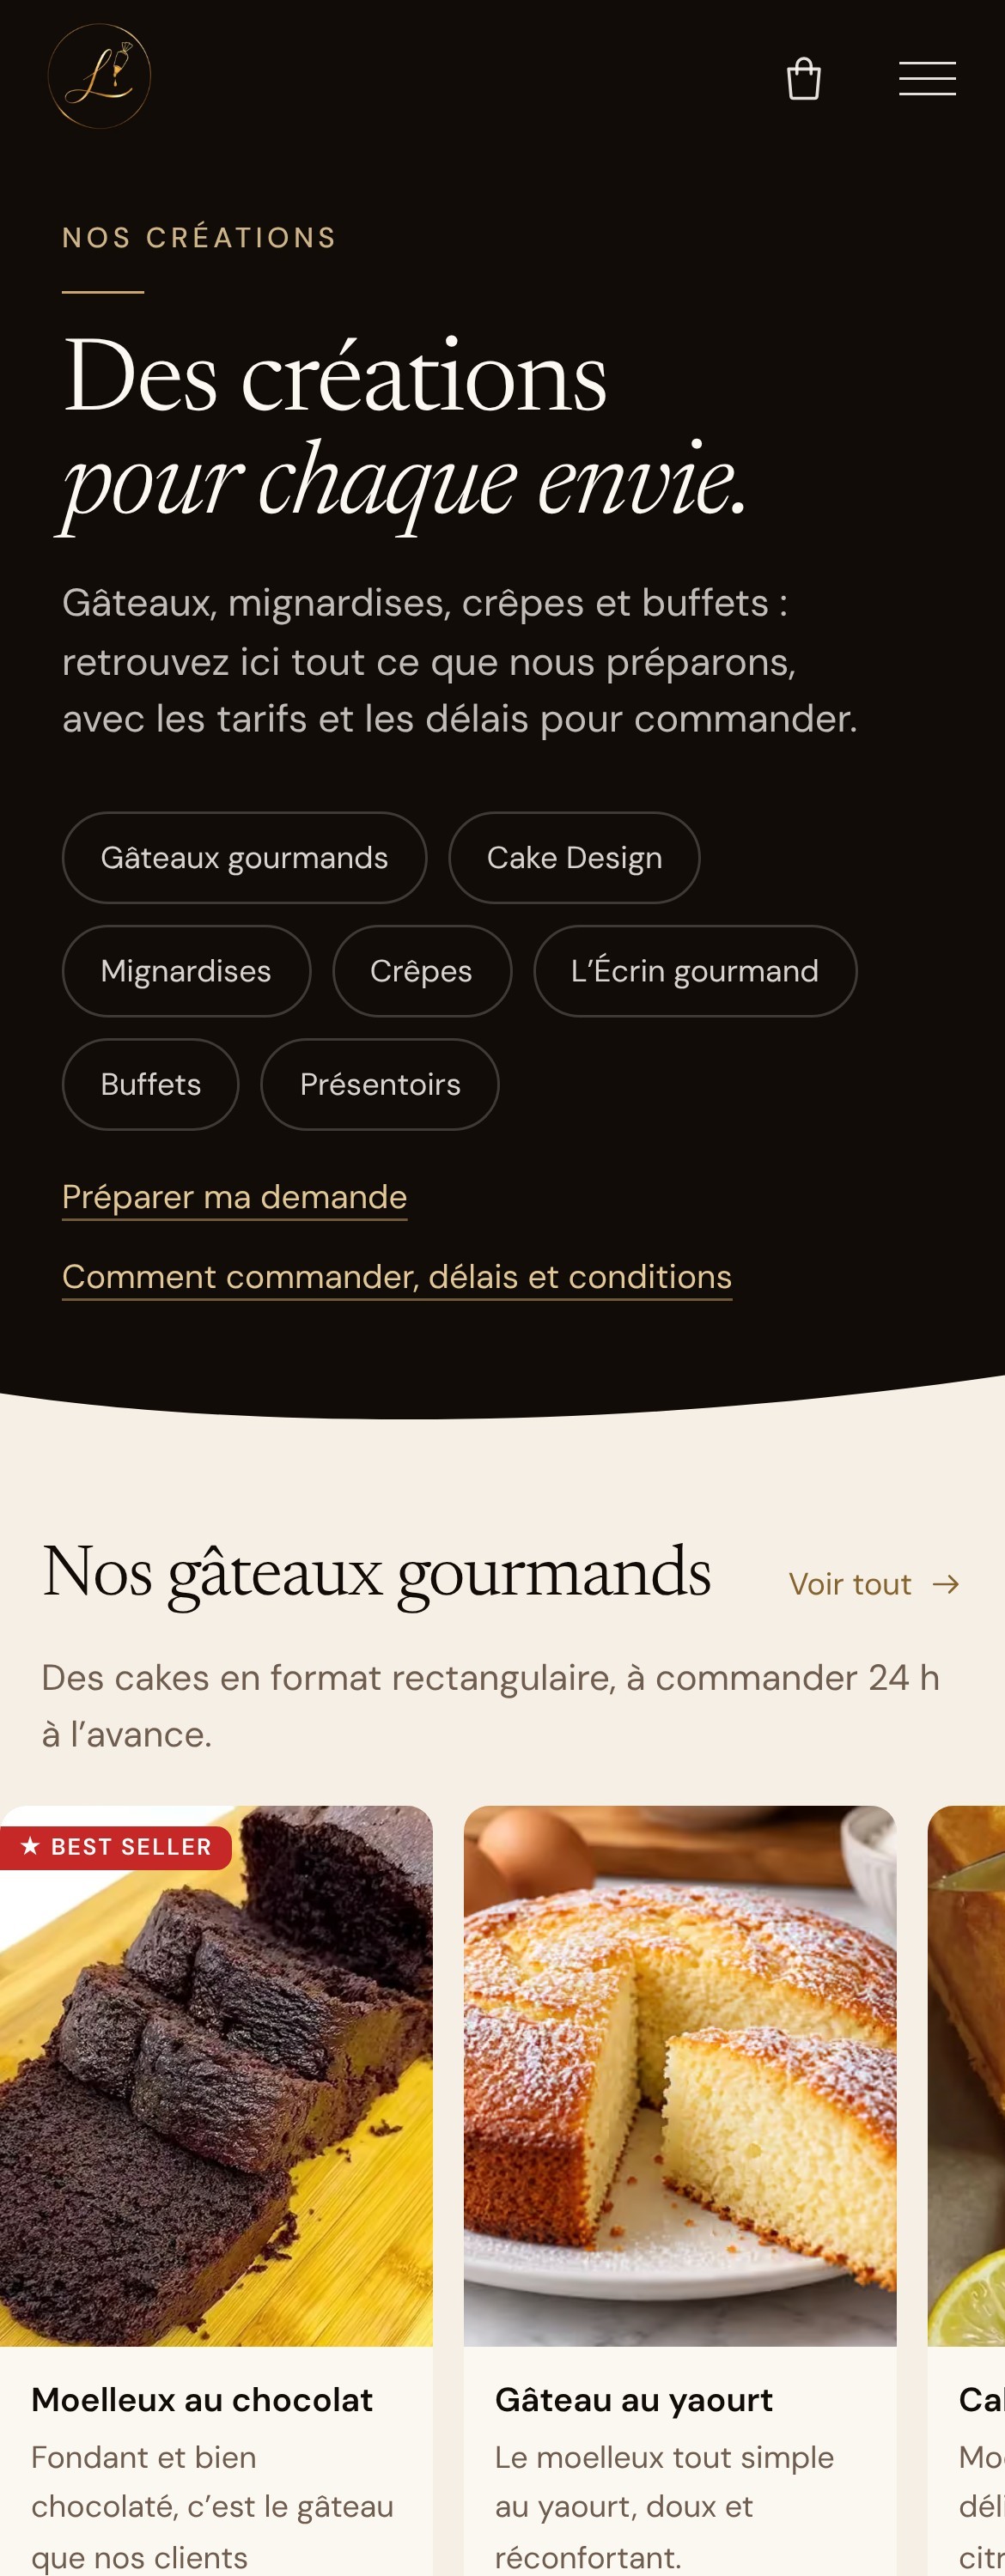 L
NOS CRÉATIONS
Des créations
pour chaque envie.
Gâteaux, mignardises, crêpes et buffets :
retrouvez ici tout ce que nous préparons,
avec les tarifs et les délais pour commander.
Gâteaux gourmands
Cake Design
Mignardises
Crêpes
L’Écrin gourmand
Buffets
Présentoirs
Préparer ma demande
Comment commander, délais et conditions
Nos gâteaux gourmands
Voir tout →
Des cakes en format rectangulaire, à commander 24 h
à l’avance.
★ BEST SELLER
Moelleux au chocolat
Fondant et bien
chocolaté, c’est le gâteau
que nos clients
Gâteau au yaourt
Le moelleux tout simple
au yaourt, doux et
réconfortant.